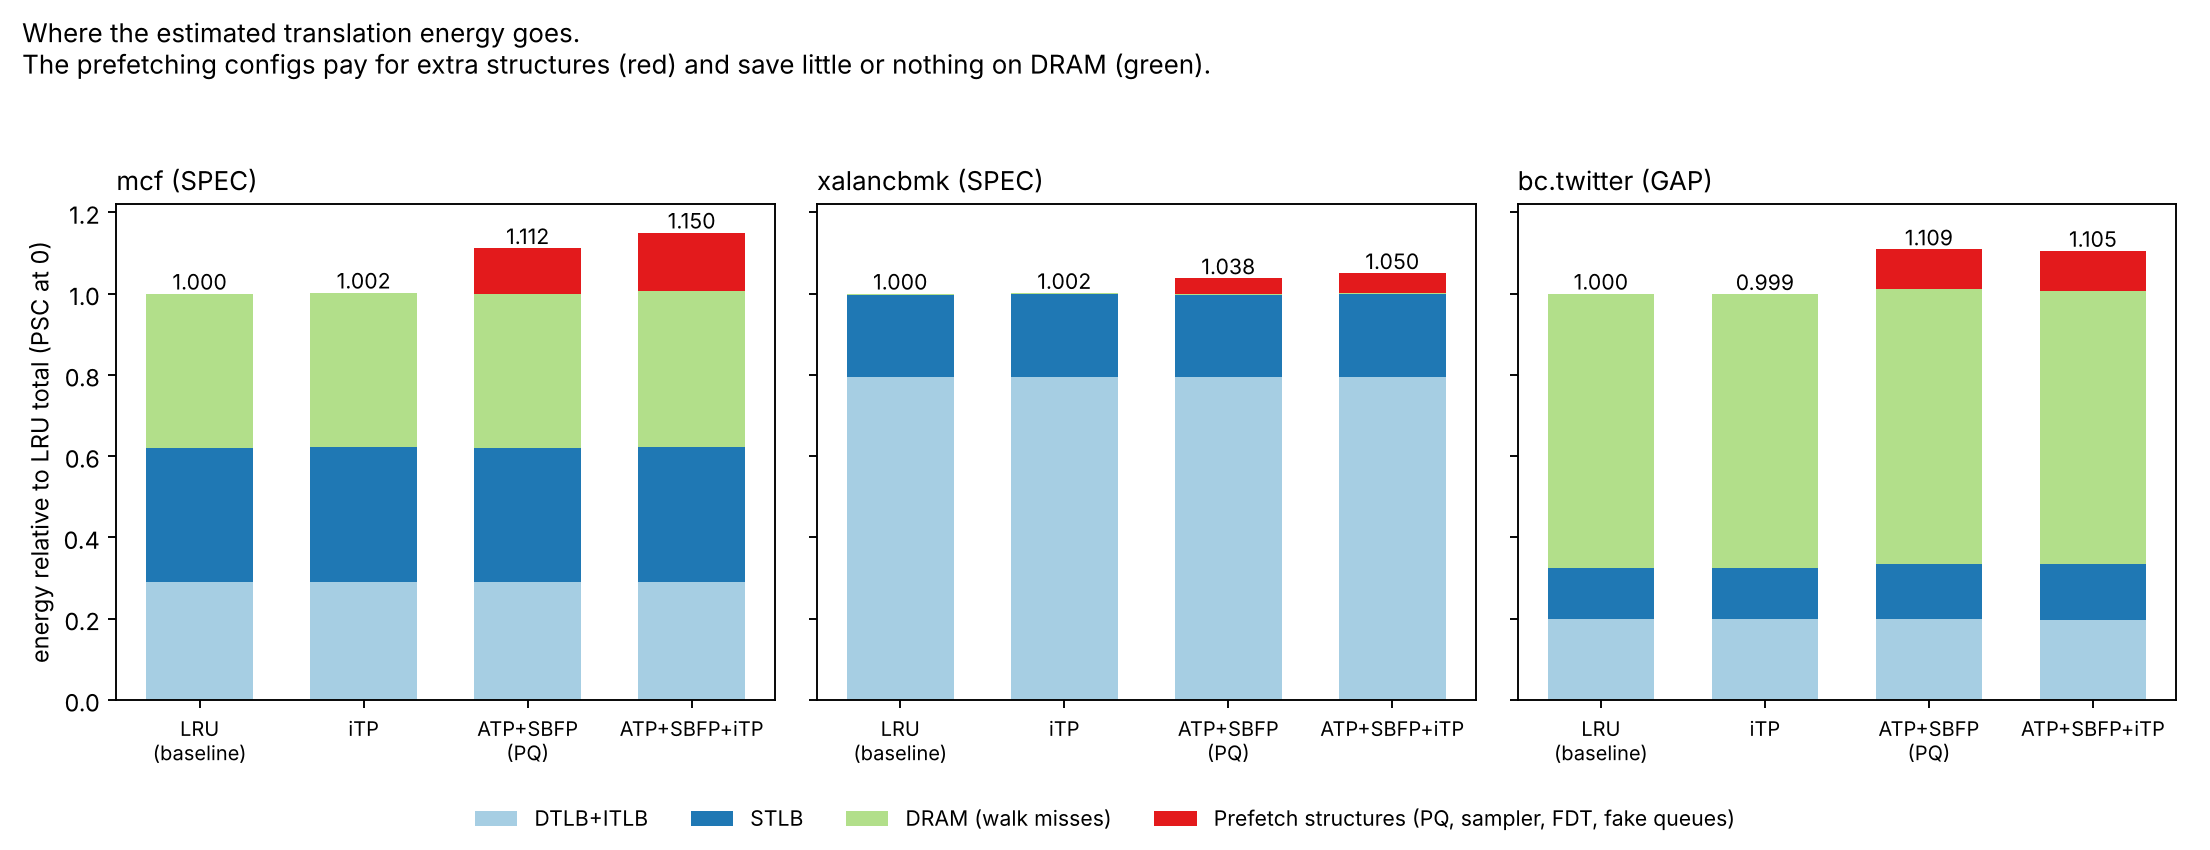 Where the estimated translation energy goes.
The prefetching configs pay for extra structures (red) and save little or nothing on DRAM (green).
mcf (SPEC)
xalancbmk (SPEC)
bc.twitter (GAP)
energy relative to LRU total (PSC at 0)
1.2
1.0
0.8
0.6
0.4
0.2
0.0
1.000
1.002
1.112
1.150
1.000
1.002
1.038
1.050
1.000
0.999
1.109
1.105
LRU
(baseline)
iTP
ATP+SBFP
(PQ)
ATP+SBFP+iTP
LRU
(baseline)
iTP
ATP+SBFP
(PQ)
ATP+SBFP+iTP
LRU
(baseline)
iTP
ATP+SBFP
(PQ)
ATP+SBFP+iTP
DTLB+ITLB
STLB
DRAM (walk misses)
Prefetch structures (PQ, sampler, FDT, fake queues)